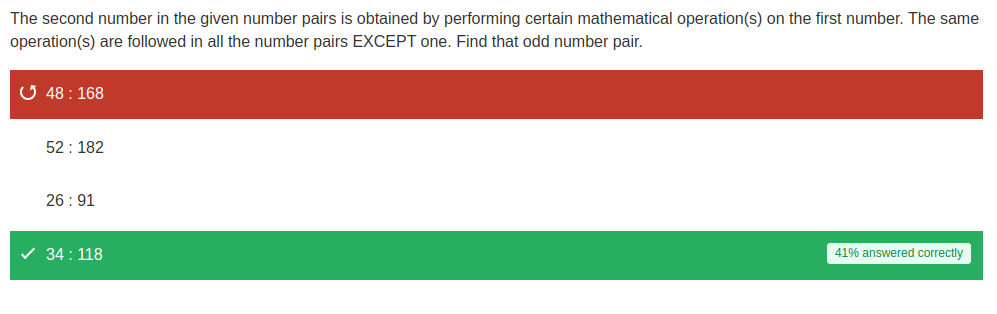 The second number in the given number pairs is obtained by performing certain mathematical operation(s) on the first number. The same
operation(s) are followed in all the number pairs EXCEPT one. Find that odd number pair.
48 : 168
52 : 182
26 : 91
34 : 118
41% answered correctly